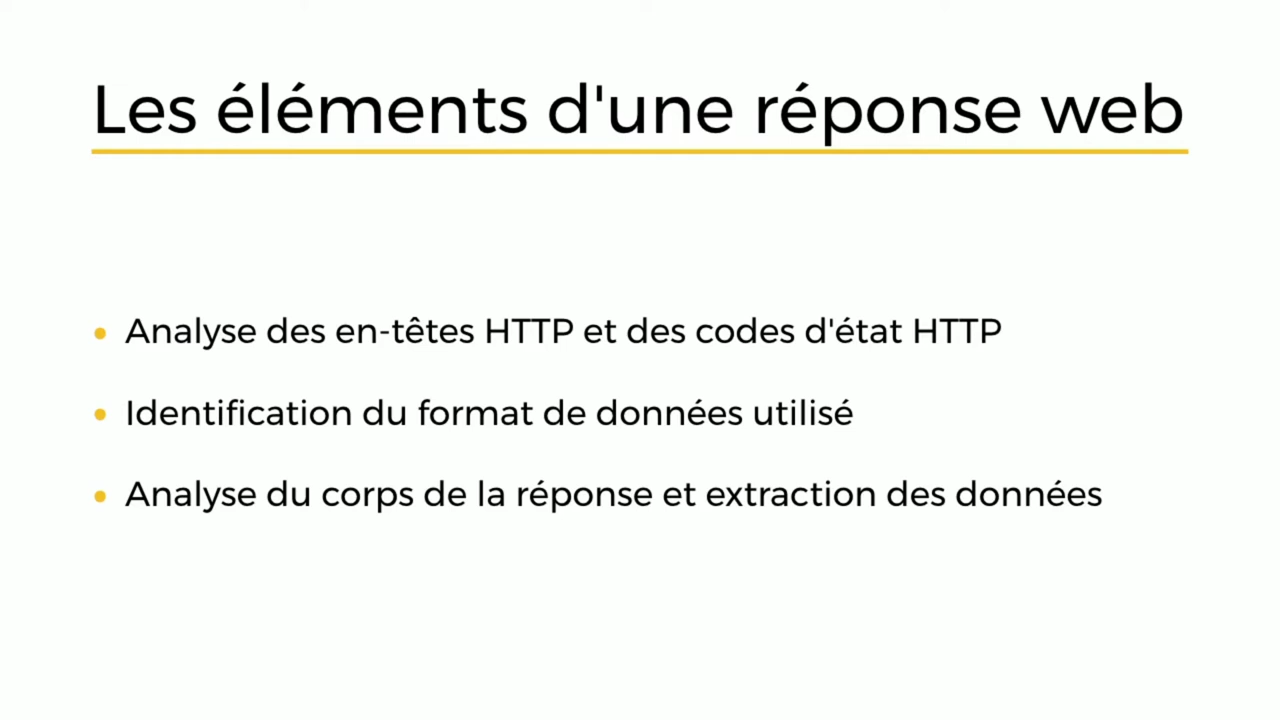 Les éléments d'une réponse web
• Analyse des en-têtes HTTP et des codes d'état HTTP
• Identification du format de données utilisé
• Analyse du corps de la réponse et extraction des données